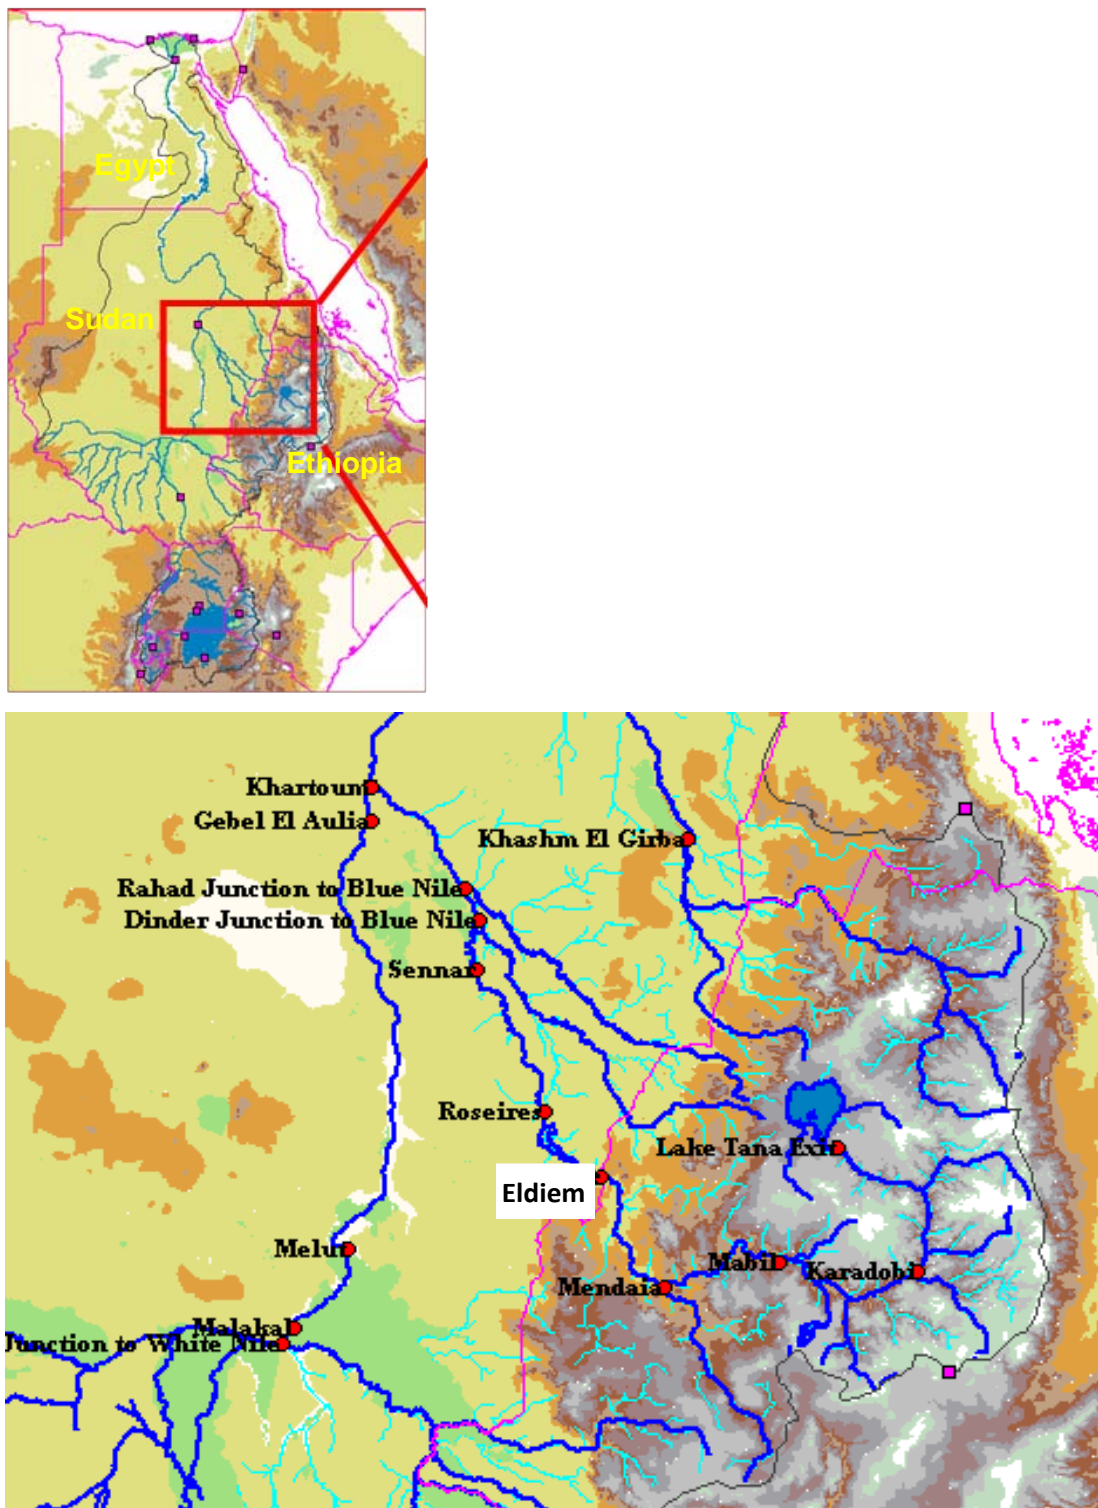 Egypt
Sudan
Ethiopia
Khartoum
Gebel El Aulia
Khashm El Girba
Rahad Junction to Blue Nile
Dinder Junction to Blue Nile
Sennar
Roseires
Lake Tana Exit
Eldiem
Melut
Mabil
Karadobi
Mendaia
Malakal
Junction to White Nile